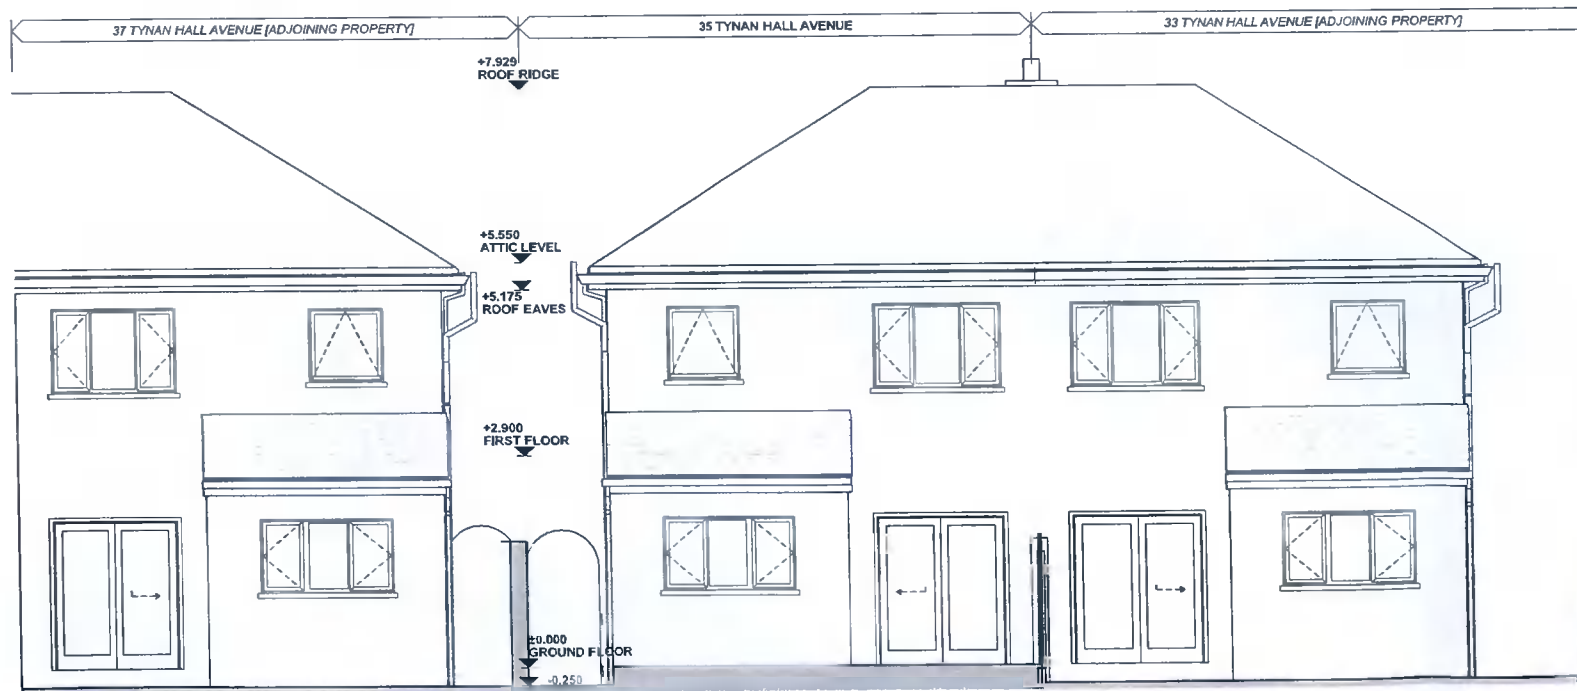 37 TYNAN HALL AVENUE [ADJOINING PROPERTY]
35 TYNAN HALL AVENUE
33 TYNAN HALL AVENUE [ADJOINING PROPERTY]
+7.929
ROOF RIDGE
+5.550
ATTIC LEVEL
+5.175
ROOF EAVES
+2.900
FIRST FLOOR
±0.000
GROUND FLOOR
-0.250